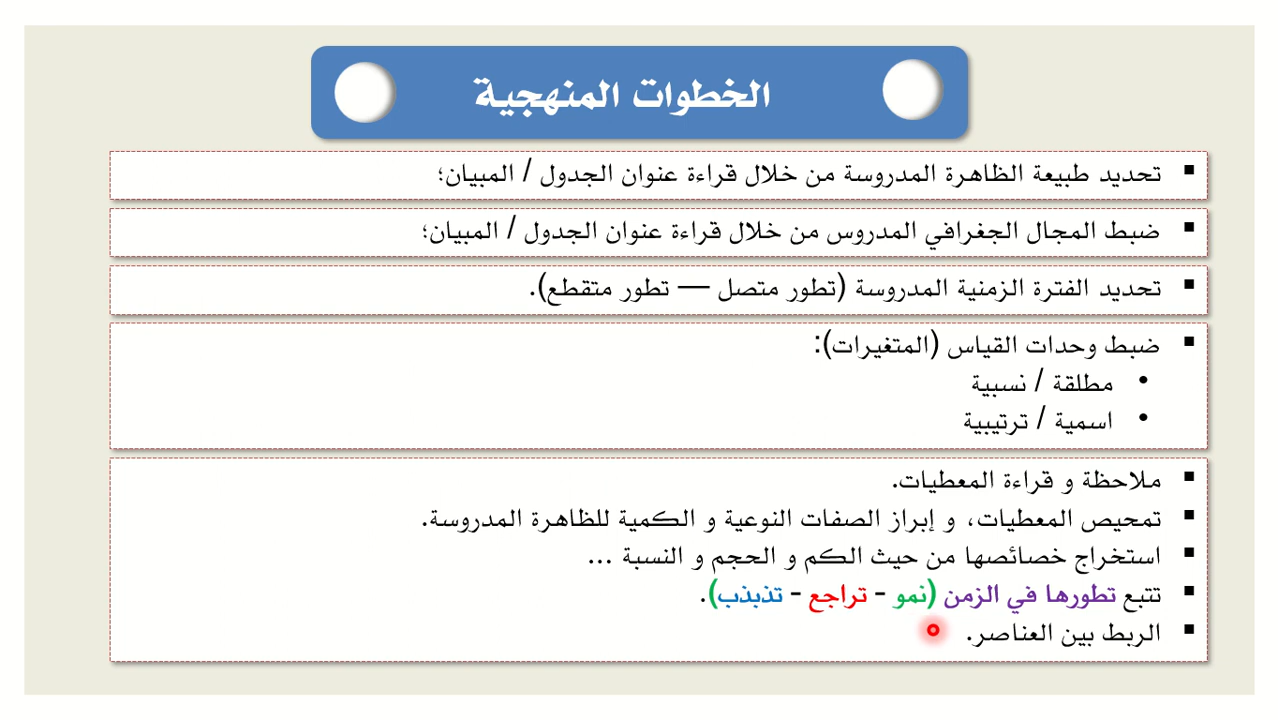 الخطوات المنهجية
▪ تحديد طبيعة الظاهرة المدروسة من خلال قراءة عنوان الجدول / المبيان؛
▪ ضبط المجال الجغرافي المدروس من خلال قراءة عنوان الجدول / المبيان؛
▪ تحديد الفترة الزمنية المدروسة (تطور متصل — تطور متقطع).
▪ ضبط وحدات القياس (المتغيرات):
• مطلقة / نسبية
• اسمية / ترتيبية
▪ ملاحظة و قراءة المعطيات.
▪ تمحيص المعطيات، و إبراز الصفات النوعية و الكمية للظاهرة المدروسة.
▪ استخراج خصائصها من حيث الكم و الحجم و النسبة ...
▪ تتبع تطورها في الزمن (نمو - تراجع - تذبذب).
▪ الربط بين العناصر.